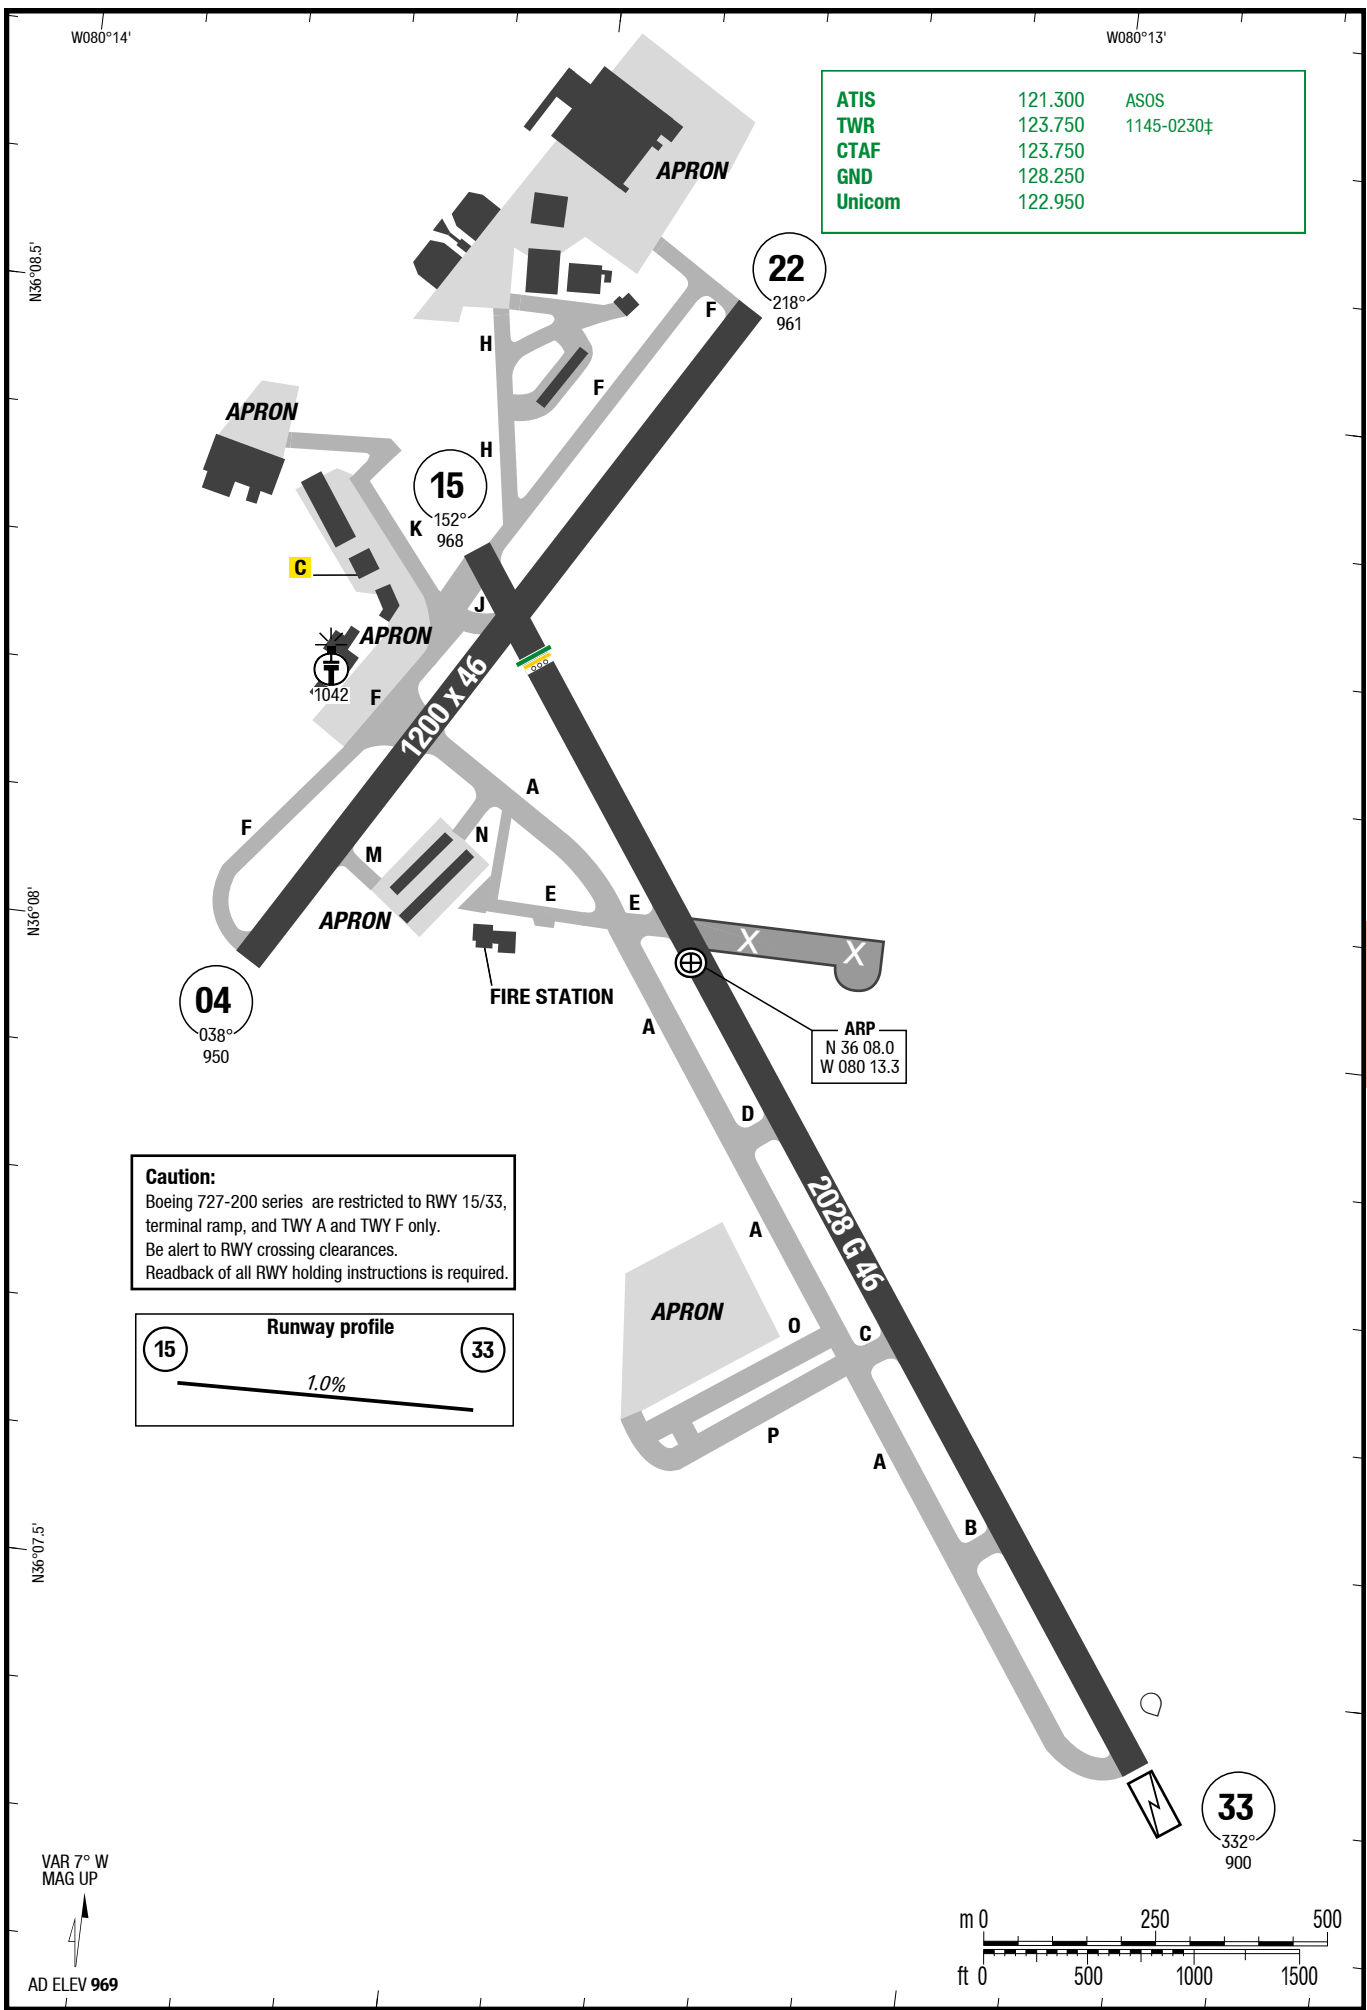 W080°14'
W080°13'
ATIS 121.300 ASOS
TWR 123.750 1145-0230‡
CTAF 123.750
GND 128.250
Unicom 122.950
APRON
N36°08.5'
22
218°
961
F
H
F
APRON
H
15
152°
968
K
C
J
APRON
1042
F
1200 x 46
A
F
N
M
E
E
N36°08'
APRON
X
X
04
038°
950
FIRE STATION
A
ARP
N 36 08.0
W 080 13.3
D
Caution:
Boeing 727-200 series are restricted to RWY 15/33,
terminal ramp, and TWY A and TWY F only.
Be alert to RWY crossing clearances.
Readback of all RWY holding instructions is required.
2028 G 46
A
APRON
O
C
Runway profile
15
33
1.0%
P
A
B
N36°07.5'
33
332°
900
VAR 7° W
MAG UP
AD ELEV 969
m 0 250 500
ft 0 500 1000 1500